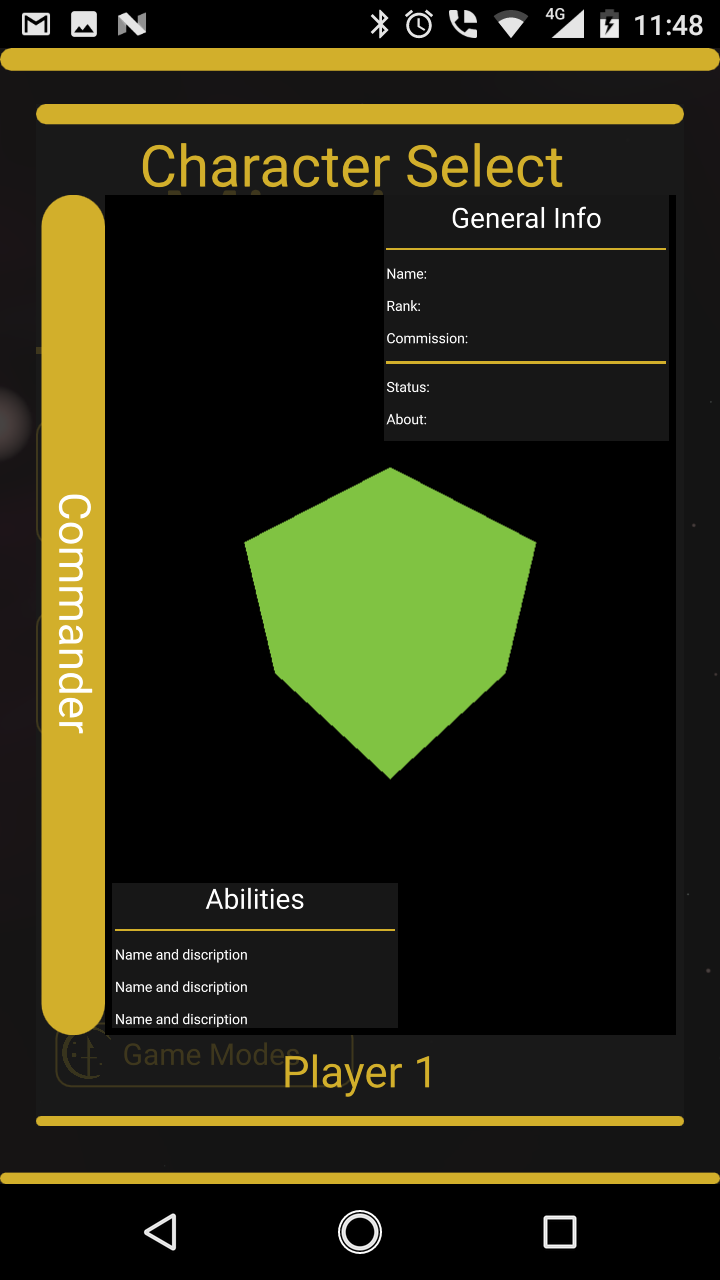 4G 11:48
Character Select
General Info
Name:
Rank:
Commission:
Status:
About:
Commander
Abilities
Name and discription
Name and discription
Name and discription
Game Modes
Player 1